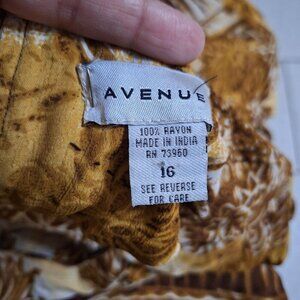 AVENUE
100% RAYON
MADE IN INDIA
RN 73960
16
SEE REVERSE
FOR CARE